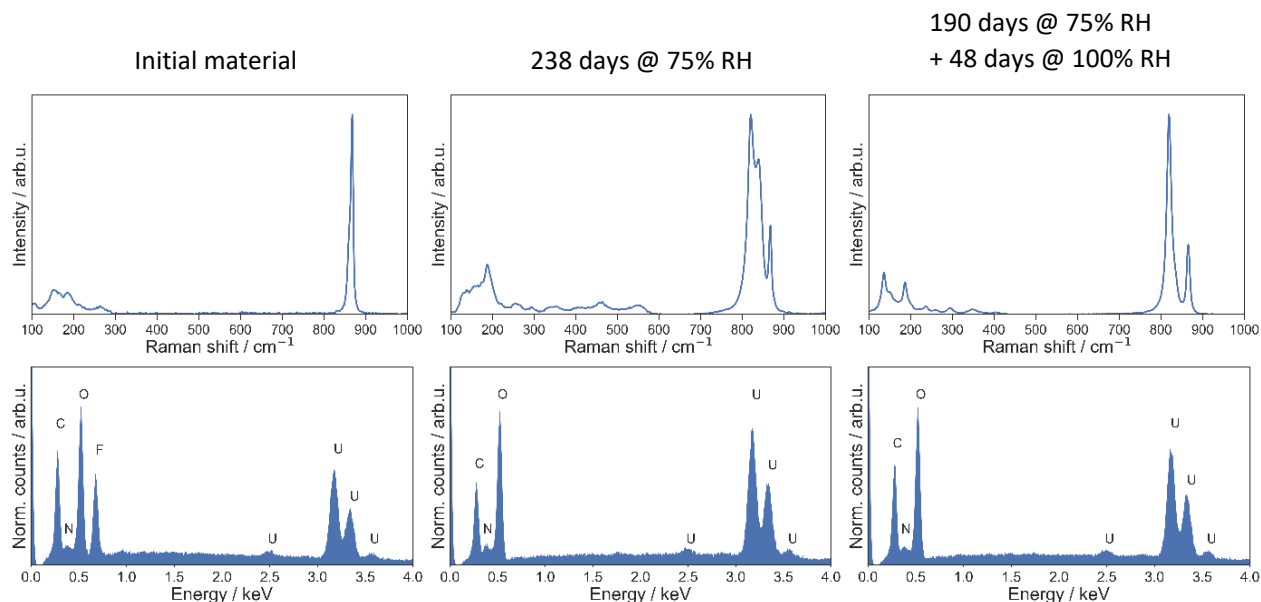 Initial material
238 days @ 75% RH
190 days @ 75% RH
+ 48 days @ 100% RH
Intensity / arb.u.
100 200 300 400 500 600 700 800 900 1000
Raman shift / cm⁻¹
Intensity / arb.u.
100 200 300 400 500 600 700 800 900 1000
Raman shift / cm⁻¹
Intensity / arb.u.
100 200 300 400 500 600 700 800 900 1000
Raman shift / cm⁻¹
Norm. counts / arb.u.
C
N
O
F
U
U
U
U
0.0 0.5 1.0 1.5 2.0 2.5 3.0 3.5 4.0
Energy / keV
Norm. counts / arb.u.
C
N
O
U
U
U
U
0.0 0.5 1.0 1.5 2.0 2.5 3.0 3.5 4.0
Energy / keV
Norm. counts / arb.u.
C
N
O
U
U
U
U
0.0 0.5 1.0 1.5 2.0 2.5 3.0 3.5 4.0
Energy / keV